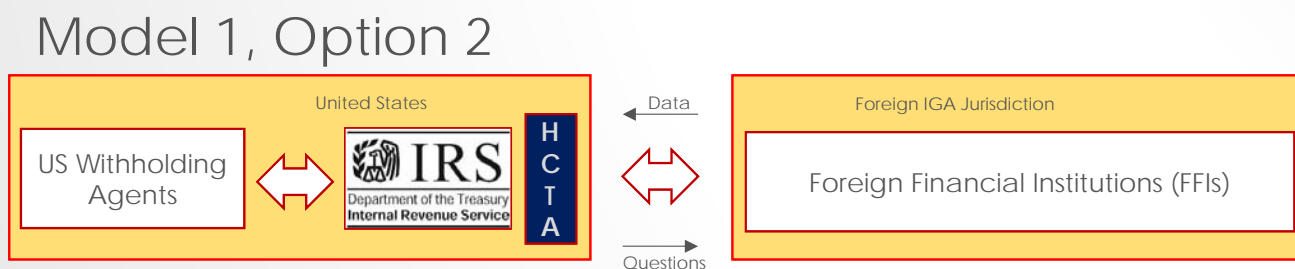 Model 1, Option 2
United States
US Withholding
Agents
IRS
Department of the Treasury
Internal Revenue Service
H
C
T
A
Data
Questions
Foreign IGA Jurisdiction
Foreign Financial Institutions (FFIs)